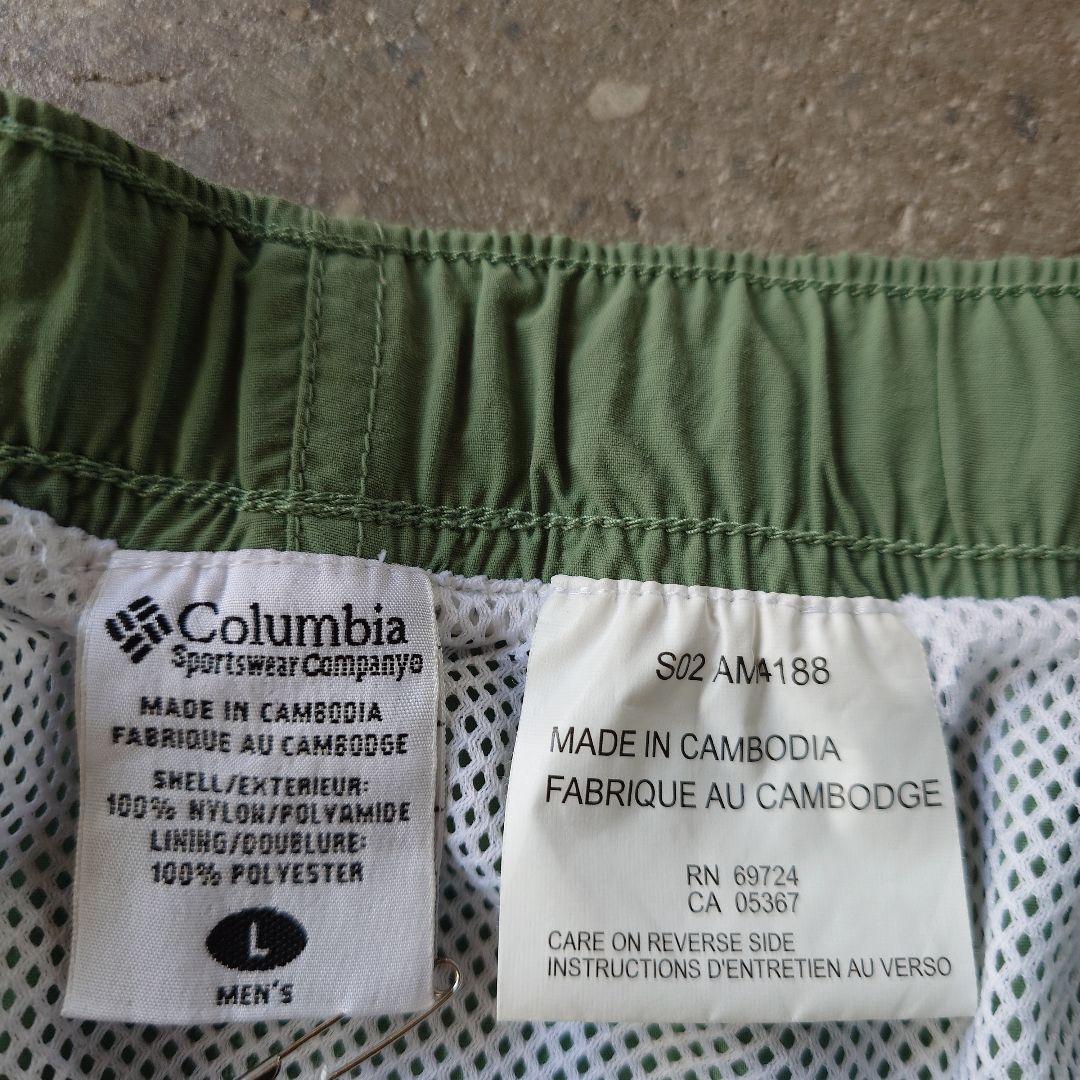 Columbia
Sportswear Company®
MADE IN CAMBODIA
FABRIQUE AU CAMBODGE
SHELL/EXTERIEUR:
100% NYLON/POLYAMIDE
LINING/DOUBLURE:
100% POLYESTER
L
MEN'S
S02 AM4188
MADE IN CAMBODIA
FABRIQUE AU CAMBODGE
RN 69724
CA 05367
CARE ON REVERSE SIDE
INSTRUCTIONS D'ENTRETIEN AU VERSO